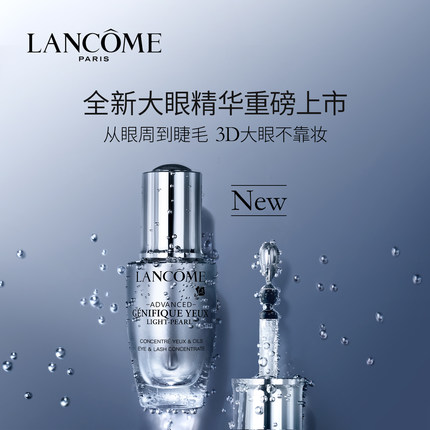 LANCÔME
PARIS
全新大眼精华重磅上市
从眼周到睫毛 3D大眼不靠妆
New
LANCÔME
-ADVANCED-
GÉNIFIQUE YEUX
LIGHT-PEARL
CONCENTRÉ YEUX & CILS
EYE & LASH CONCENTRATE